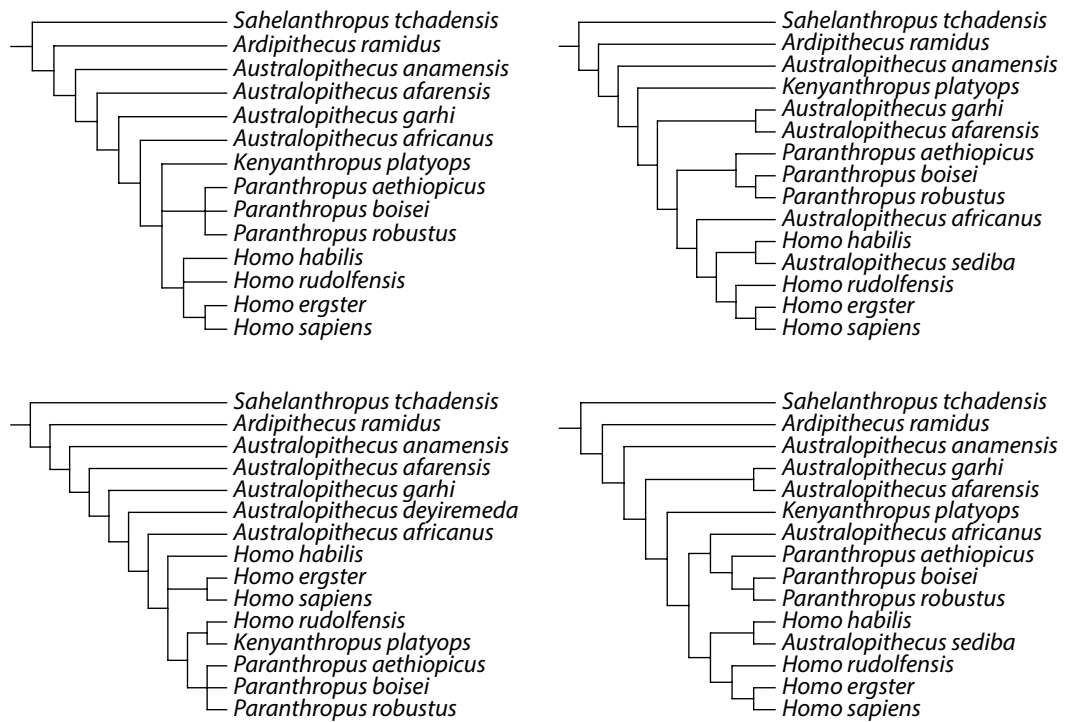 Sahelanthropus tchadensis
Ardipithecus ramidus
Australopithecus anamensis
Australopithecus afarensis
Australopithecus garhi
Australopithecus africanus
Kenyanthropus platyops
Paranthropus aethiopicus
Paranthropus boisei
Paranthropus robustus
Homo habilis
Homo rudolfensis
Homo ergster
Homo sapiens
Sahelanthropus tchadensis
Ardipithecus ramidus
Australopithecus anamensis
Kenyanthropus platyops
Australopithecus garhi
Australopithecus afarensis
Paranthropus aethiopicus
Paranthropus boisei
Paranthropus robustus
Australopithecus africanus
Homo habilis
Australopithecus sediba
Homo rudolfensis
Homo ergster
Homo sapiens
Sahelanthropus tchadensis
Ardipithecus ramidus
Australopithecus anamensis
Australopithecus afarensis
Australopithecus garhi
Australopithecus deyiremeda
Australopithecus africanus
Homo habilis
Homo ergster
Homo sapiens
Homo rudolfensis
Kenyanthropus platyops
Paranthropus aethiopicus
Paranthropus boisei
Paranthropus robustus
Sahelanthropus tchadensis
Ardipithecus ramidus
Australopithecus anamensis
Australopithecus garhi
Australopithecus afarensis
Kenyanthropus platyops
Australopithecus africanus
Paranthropus aethiopicus
Paranthropus boisei
Paranthropus robustus
Homo habilis
Australopithecus sediba
Homo rudolfensis
Homo ergster
Homo sapiens